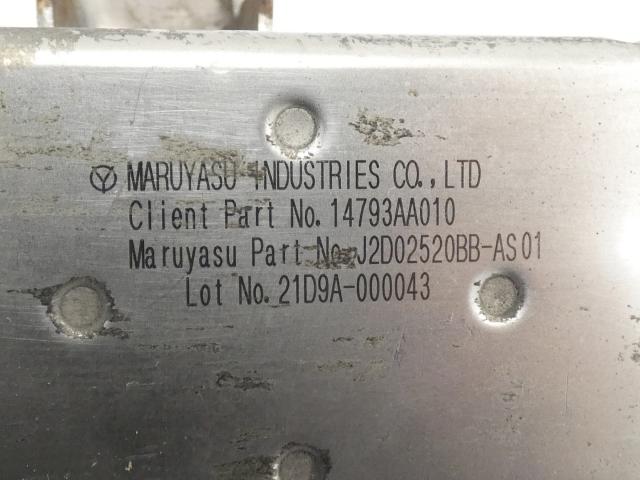 MARUYASU INDUSTRIES CO.,LTD
Client Part No.14793AA010
Maruyasu Part No.J2D02520BB-AS01
Lot No.21D9A-000043